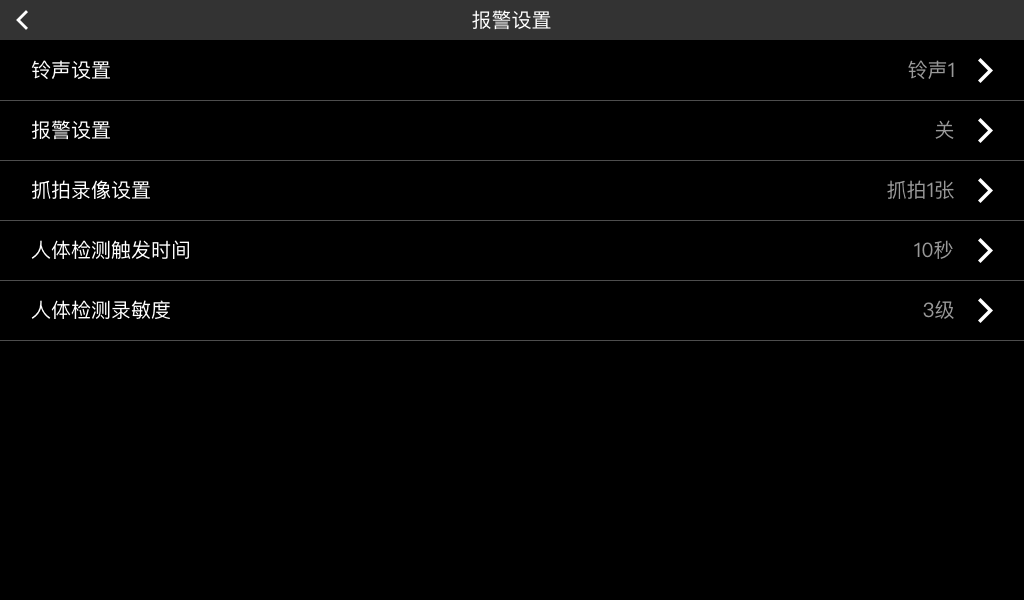 报警设置
铃声设置 铃声1
报警设置 关
抓拍录像设置 抓拍1张
人体检测触发时间 10秒
人体检测录敏度 3级